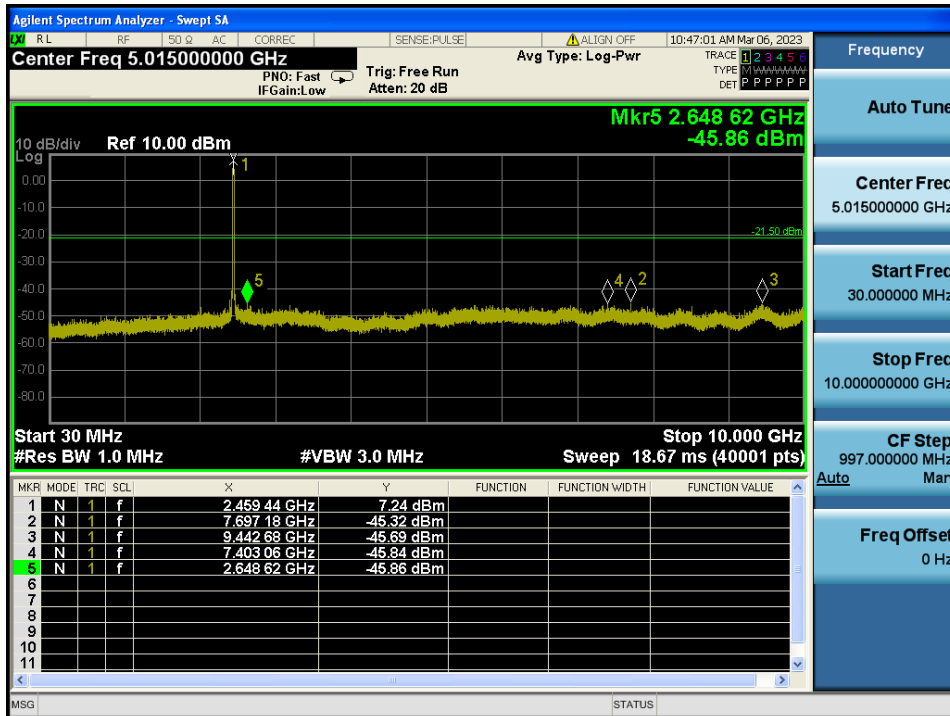 Agilent Spectrum Analyzer - Swept SA
LXI RL RF 50 Ω AC CORREC SENSE:PULSE ALIGN OFF 10:47:01 AM Mar 06, 2023
Center Freq 5.015000000 GHz
PNO: Fast
IFGain:Low
Trig: Free Run
Atten: 20 dB
Avg Type: Log-Pwr
TRACE 1 2 3 4 5 6
TYPE M W W W W W
DET P P P P P P
Mkr5 2.648 62 GHz
-45.86 dBm
10 dB/div Ref 10.00 dBm
Log
0.00
-10.0
-20.0
-30.0
-40.0
-50.0
-60.0
-70.0
-80.0
1
5
4
2
3
-21.50 dBm
Start 30 MHz Stop 10.000 GHz
#Res BW 1.0 MHz #VBW 3.0 MHz Sweep 18.67 ms (40001 pts)
MKR MODE TRC SCL X Y FUNCTION FUNCTION WIDTH FUNCTION VALUE
1 N 1 f 2.459 44 GHz 7.24 dBm
2 N 1 f 7.697 18 GHz -45.32 dBm
3 N 1 f 9.442 68 GHz -45.69 dBm
4 N 1 f 7.403 06 GHz -45.84 dBm
5 N 1 f 2.648 62 GHz -45.86 dBm
6
7
8
9
10
11
MSG STATUS
Frequency
Auto Tune
Center Freq
5.015000000 GHz
Start Freq
30.000000 MHz
Stop Freq
10.000000000 GHz
CF Step
997.000000 MHz
Auto Man
Freq Offset
0 Hz